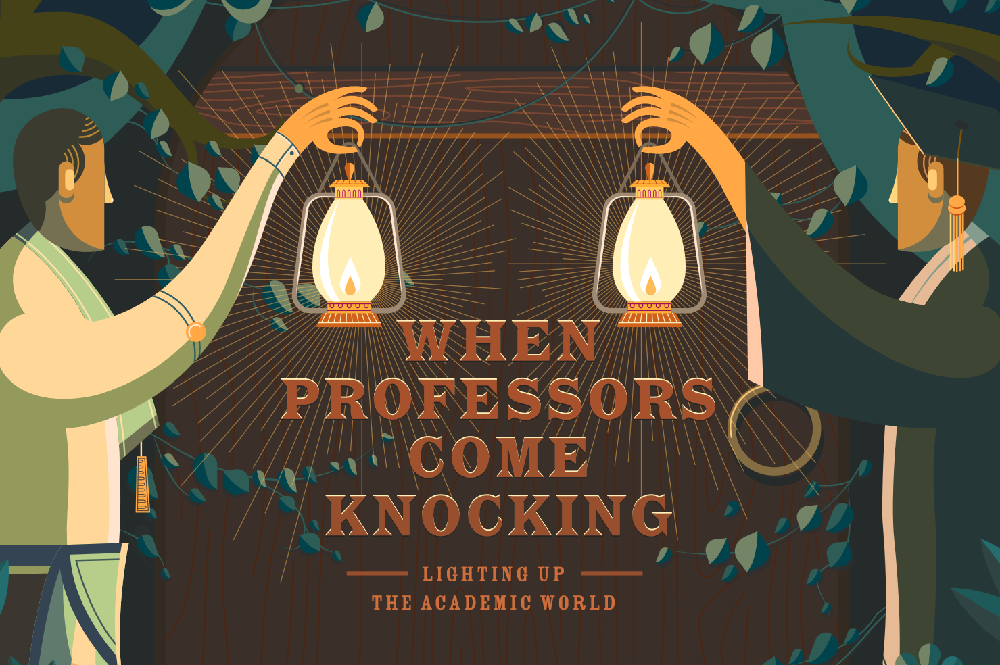 WHEN
PROFESSORS
COME
KNOCKING
LIGHTING UP
THE ACADEMIC WORLD